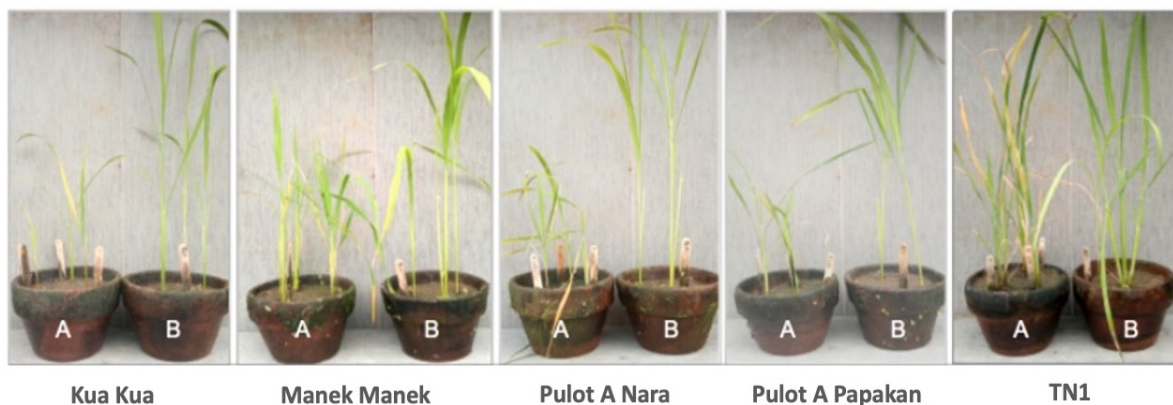 A B
A B
A B
A B
A B
Kua Kua
Manek Manek
Pulot A Nara
Pulot A Papakan
TN1